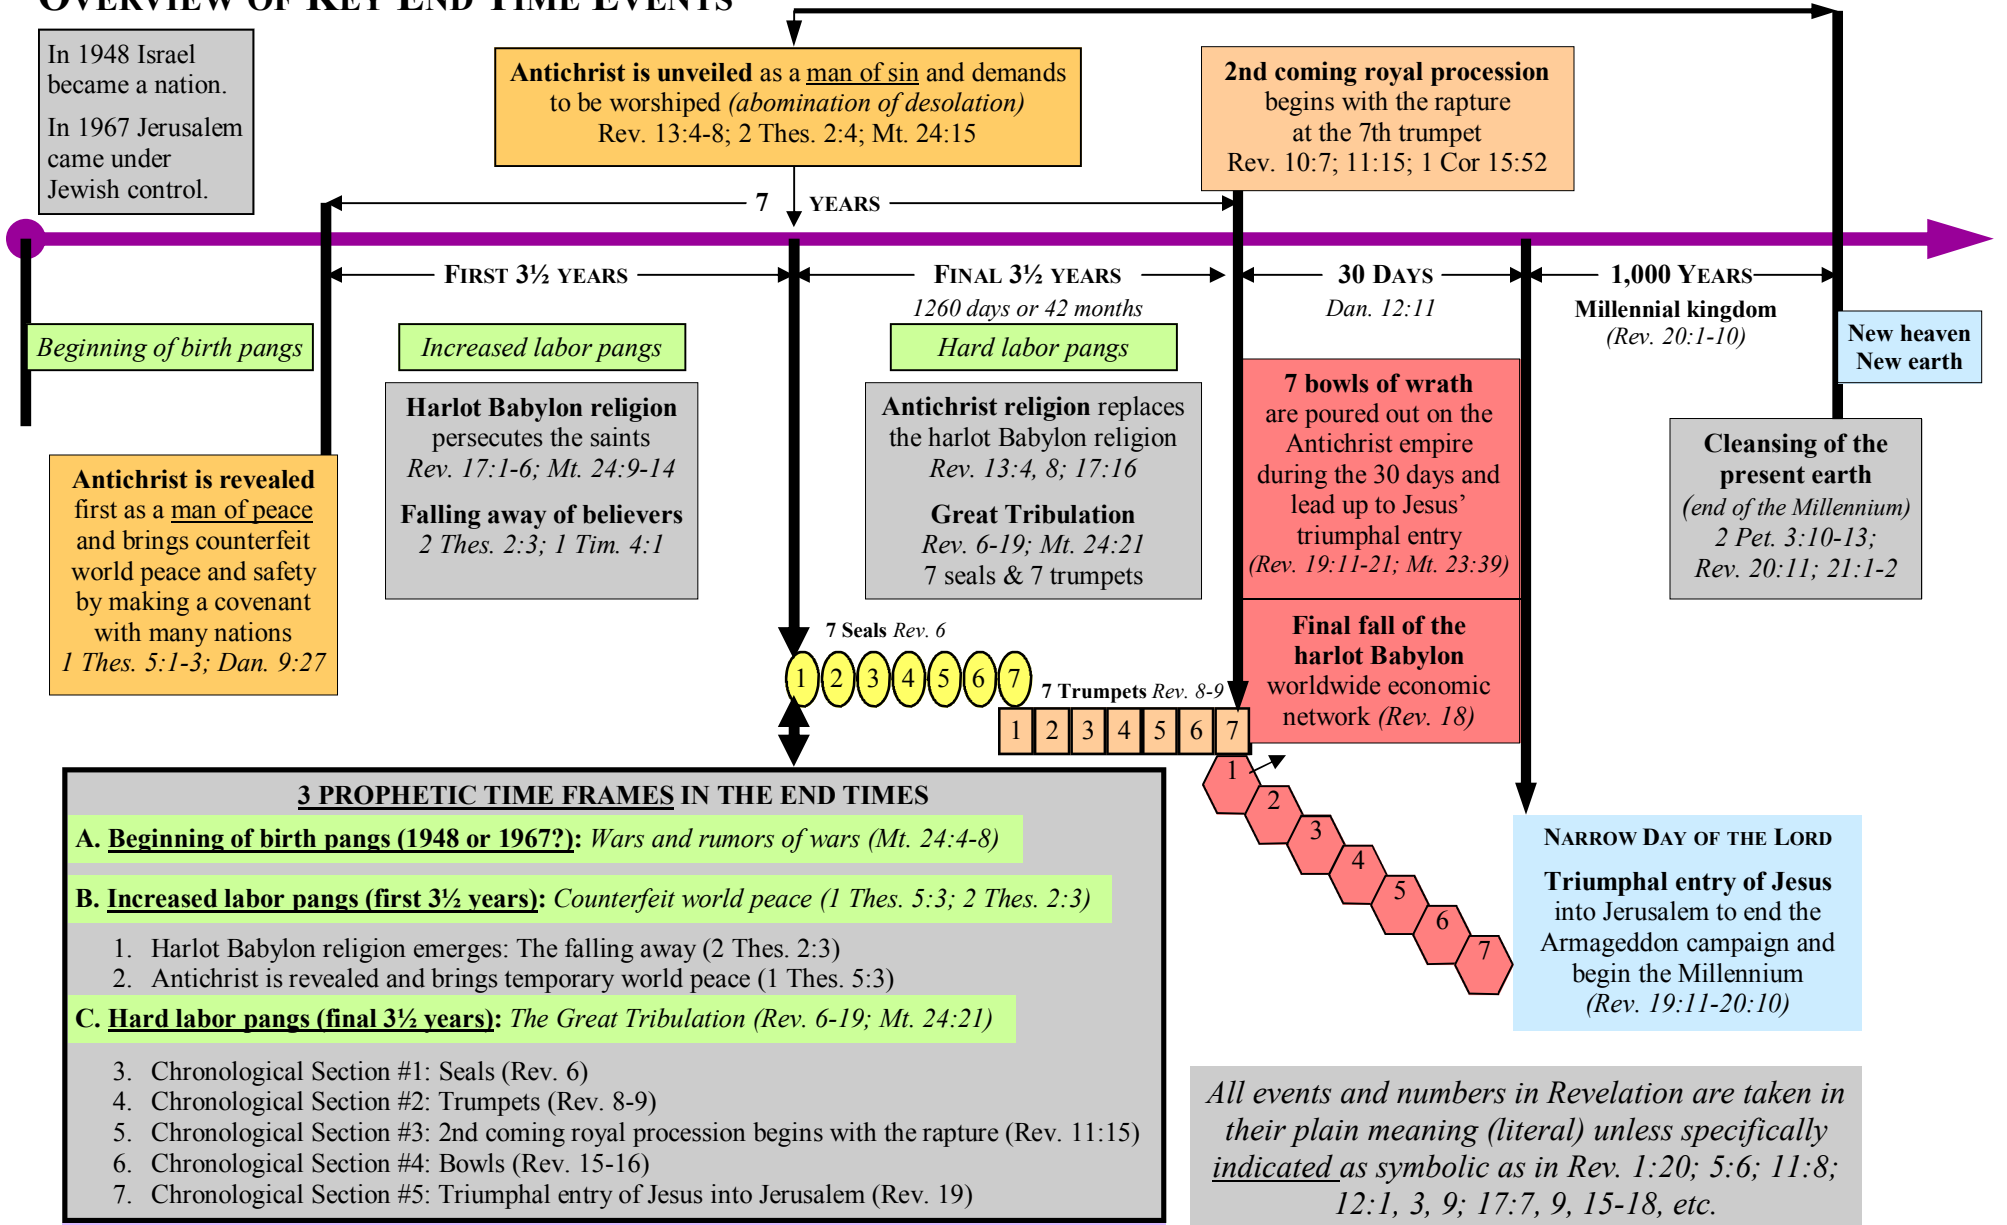 OVERVIEW OF KEY END TIME EVENTS
In 1948 Israel
became a nation.
In 1967 Jerusalem
came under
Jewish control.
Antichrist is unveiled as a man of sin and demands
to be worshiped (abomination of desolation)
Rev. 13:4-8; 2 Thes. 2:4; Mt. 24:15
2nd coming royal procession
begins with the rapture
at the 7th trumpet
Rev. 10:7; 11:15; 1 Cor 15:52
7 YEARS
FIRST 3½ YEARS
FINAL 3½ YEARS
1260 days or 42 months
30 DAYS
Dan. 12:11
1,000 YEARS
Millennial kingdom
(Rev. 20:1-10)
New heaven
New earth
Beginning of birth pangs
Increased labor pangs
Hard labor pangs
Antichrist is revealed
first as a man of peace
and brings counterfeit
world peace and safety
by making a covenant
with many nations
1 Thes. 5:1-3; Dan. 9:27
Harlot Babylon religion
persecutes the saints
Rev. 17:1-6; Mt. 24:9-14
Falling away of believers
2 Thes. 2:3; 1 Tim. 4:1
Antichrist religion replaces
the harlot Babylon religion
Rev. 13:4, 8; 17:16
Great Tribulation
Rev. 6-19; Mt. 24:21
7 seals & 7 trumpets
7 bowls of wrath
are poured out on the
Antichrist empire
during the 30 days and
lead up to Jesus’
triumphal entry
(Rev. 19:11-21; Mt. 23:39)
Final fall of the
harlot Babylon
worldwide economic
network (Rev. 18)
Cleansing of the
present earth
(end of the Millennium)
2 Pet. 3:10-13;
Rev. 20:11; 21:1-2
7 Seals Rev. 6
1 2 3 4 5 6 7
7 Trumpets Rev. 8-9
1 2 3 4 5 6 7
1
2
3
4
5
6
7
NARROW DAY OF THE LORD
Triumphal entry of Jesus
into Jerusalem to end the
Armageddon campaign and
begin the Millennium
(Rev. 19:11-20:10)
3 PROPHETIC TIME FRAMES IN THE END TIMES
A. Beginning of birth pangs (1948 or 1967?): Wars and rumors of wars (Mt. 24:4-8)
B. Increased labor pangs (first 3½ years): Counterfeit world peace (1 Thes. 5:3; 2 Thes. 2:3)
1. Harlot Babylon religion emerges: The falling away (2 Thes. 2:3)
2. Antichrist is revealed and brings temporary world peace (1 Thes. 5:3)
C. Hard labor pangs (final 3½ years): The Great Tribulation (Rev. 6-19; Mt. 24:21)
3. Chronological Section #1: Seals (Rev. 6)
4. Chronological Section #2: Trumpets (Rev. 8-9)
5. Chronological Section #3: 2nd coming royal procession begins with the rapture (Rev. 11:15)
6. Chronological Section #4: Bowls (Rev. 15-16)
7. Chronological Section #5: Triumphal entry of Jesus into Jerusalem (Rev. 19)
All events and numbers in Revelation are taken in
their plain meaning (literal) unless specifically
indicated as symbolic as in Rev. 1:20; 5:6; 11:8;
12:1, 3, 9; 17:7, 9, 15-18, etc.